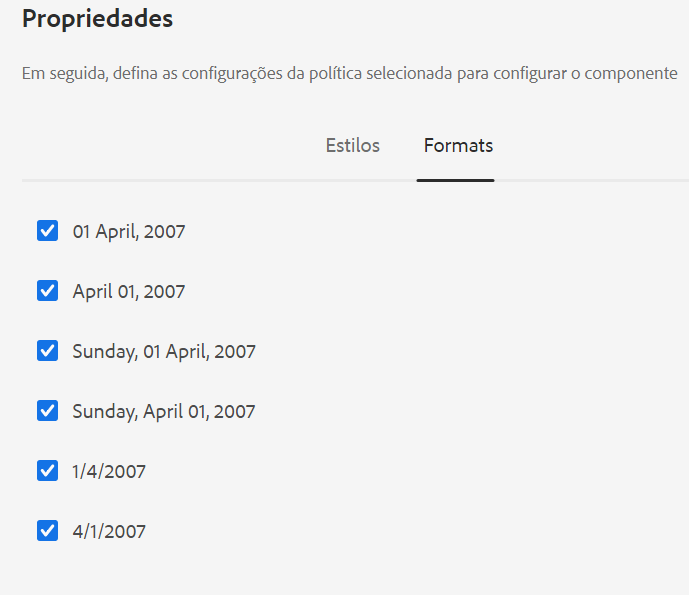 Propriedades
Em seguida, defina as configurações da política selecionada para configurar o componente
Estilos Formats
01 April, 2007
April 01, 2007
Sunday, 01 April, 2007
Sunday, April 01, 2007
1/4/2007
4/1/2007